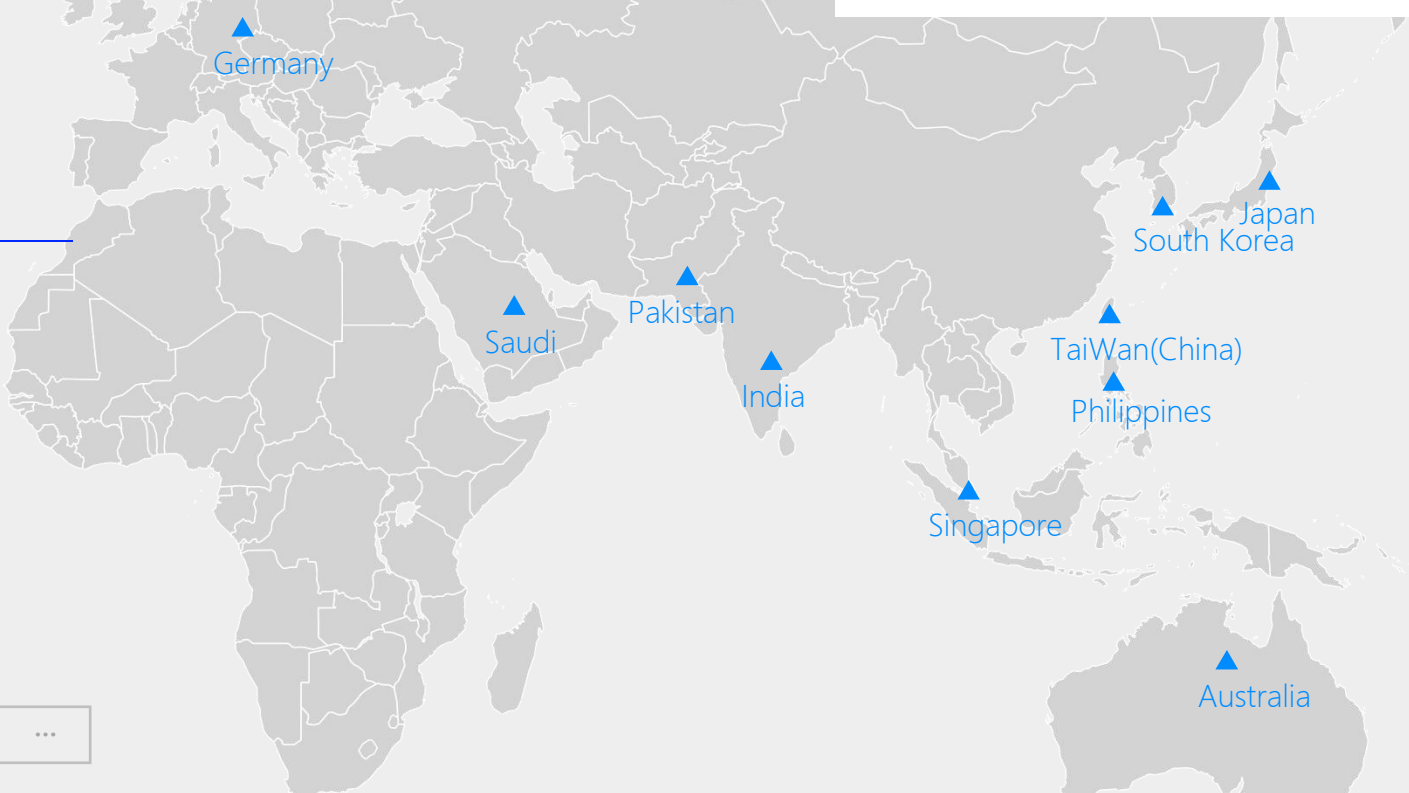 Germany
Japan
South Korea
Pakistan
Saudi
TaiWan(China)
India
Philippines
Singapore
Australia
...